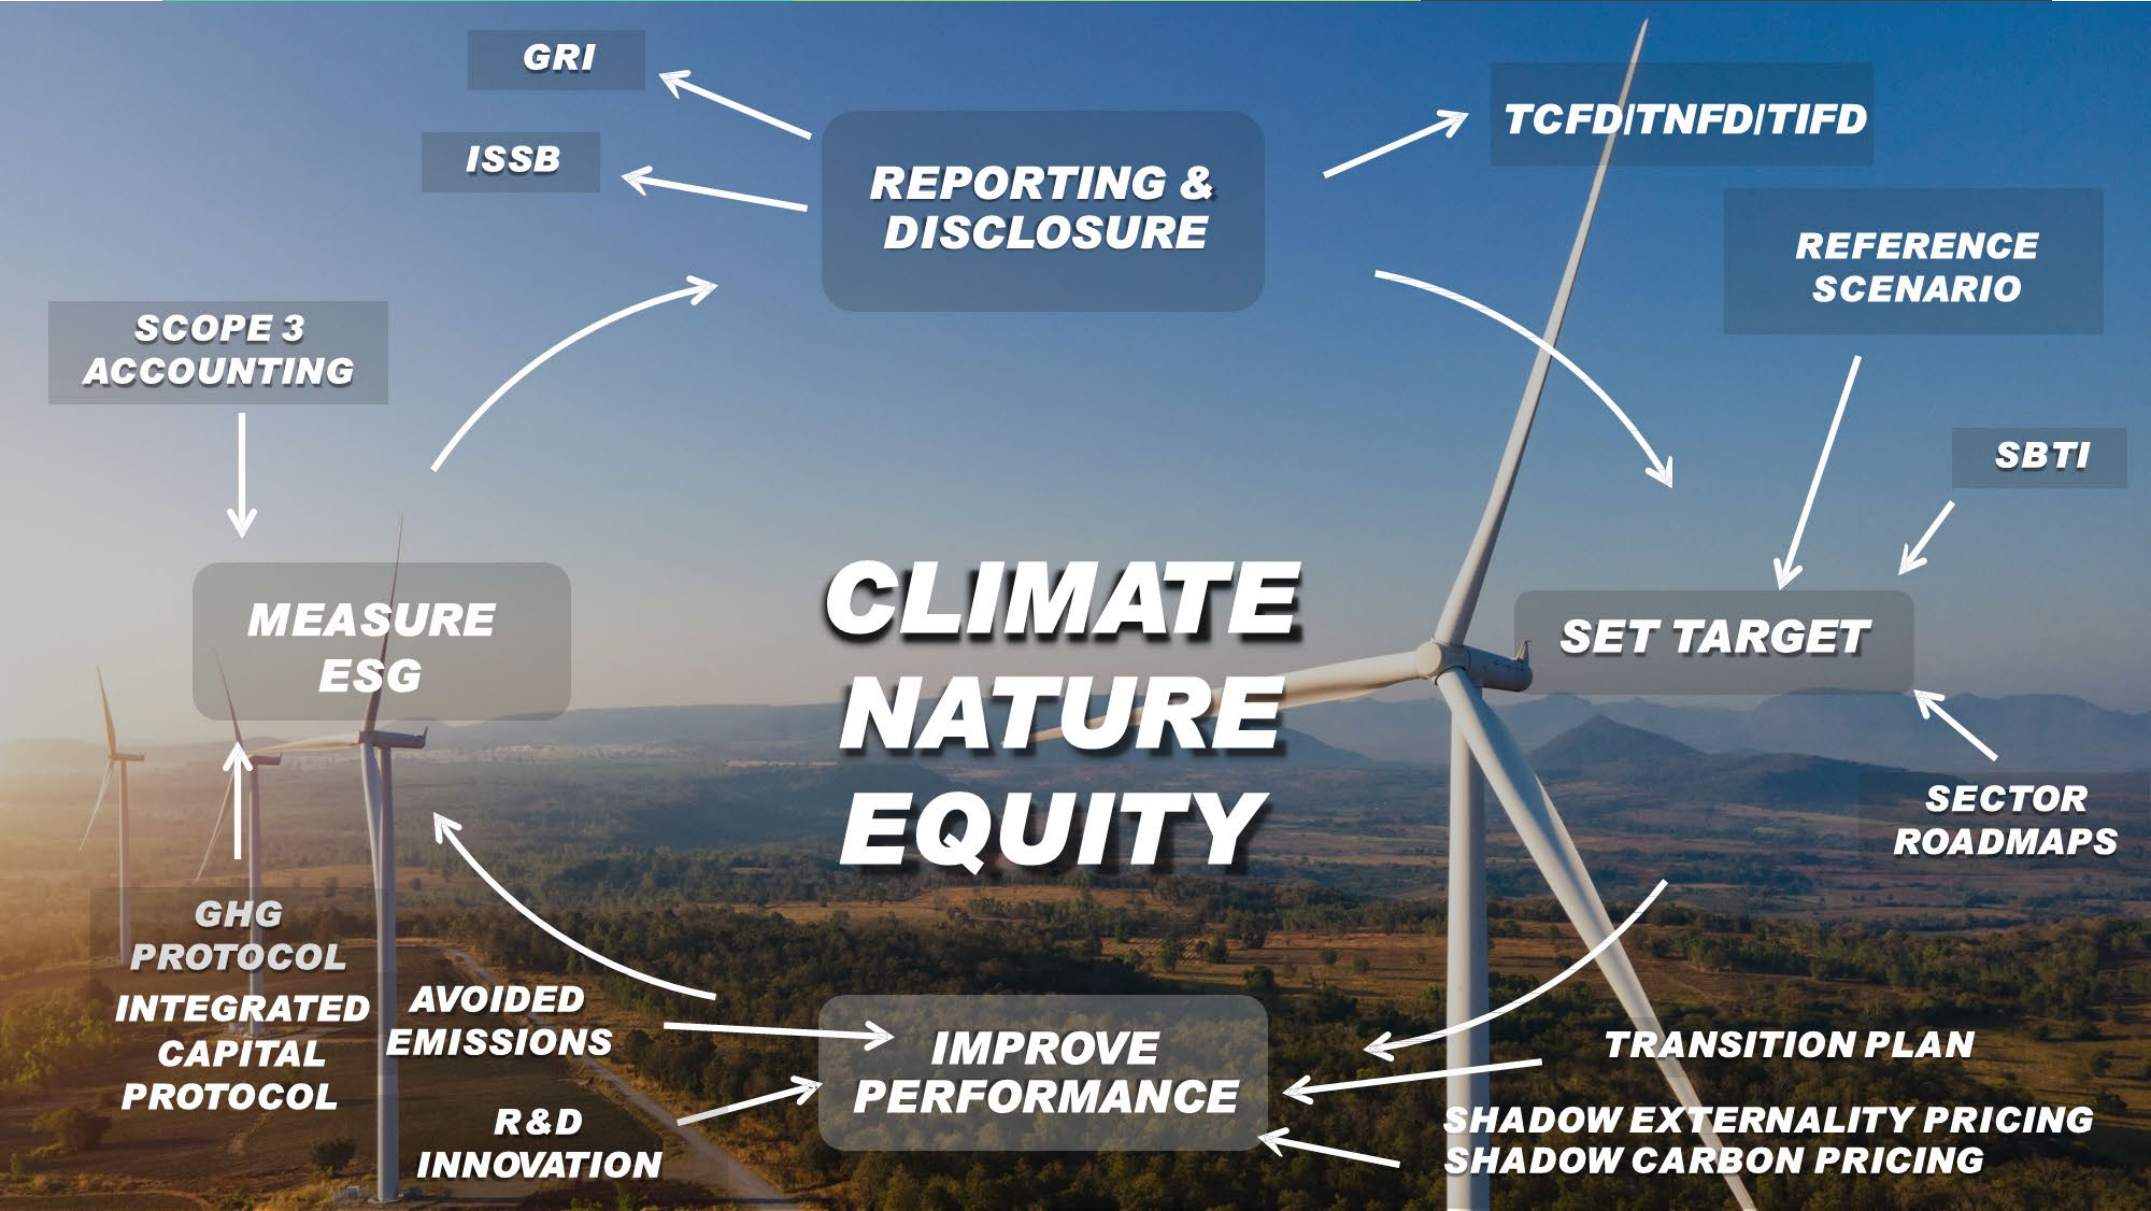 GRI
TCFD/TNFD/TIFD
ISSB
REPORTING &
DISCLOSURE
REFERENCE
SCENARIO
SCOPE 3
ACCOUNTING
SBTI
MEASURE
ESG
CLIMATE
NATURE
EQUITY
SET TARGET
SECTOR
ROADMAPS
GHG
PROTOCOL
INTEGRATED
CAPITAL
PROTOCOL
AVOIDED
EMISSIONS
R&D
INNOVATION
IMPROVE
PERFORMANCE
TRANSITION PLAN
SHADOW EXTERNALITY PRICING
SHADOW CARBON PRICING